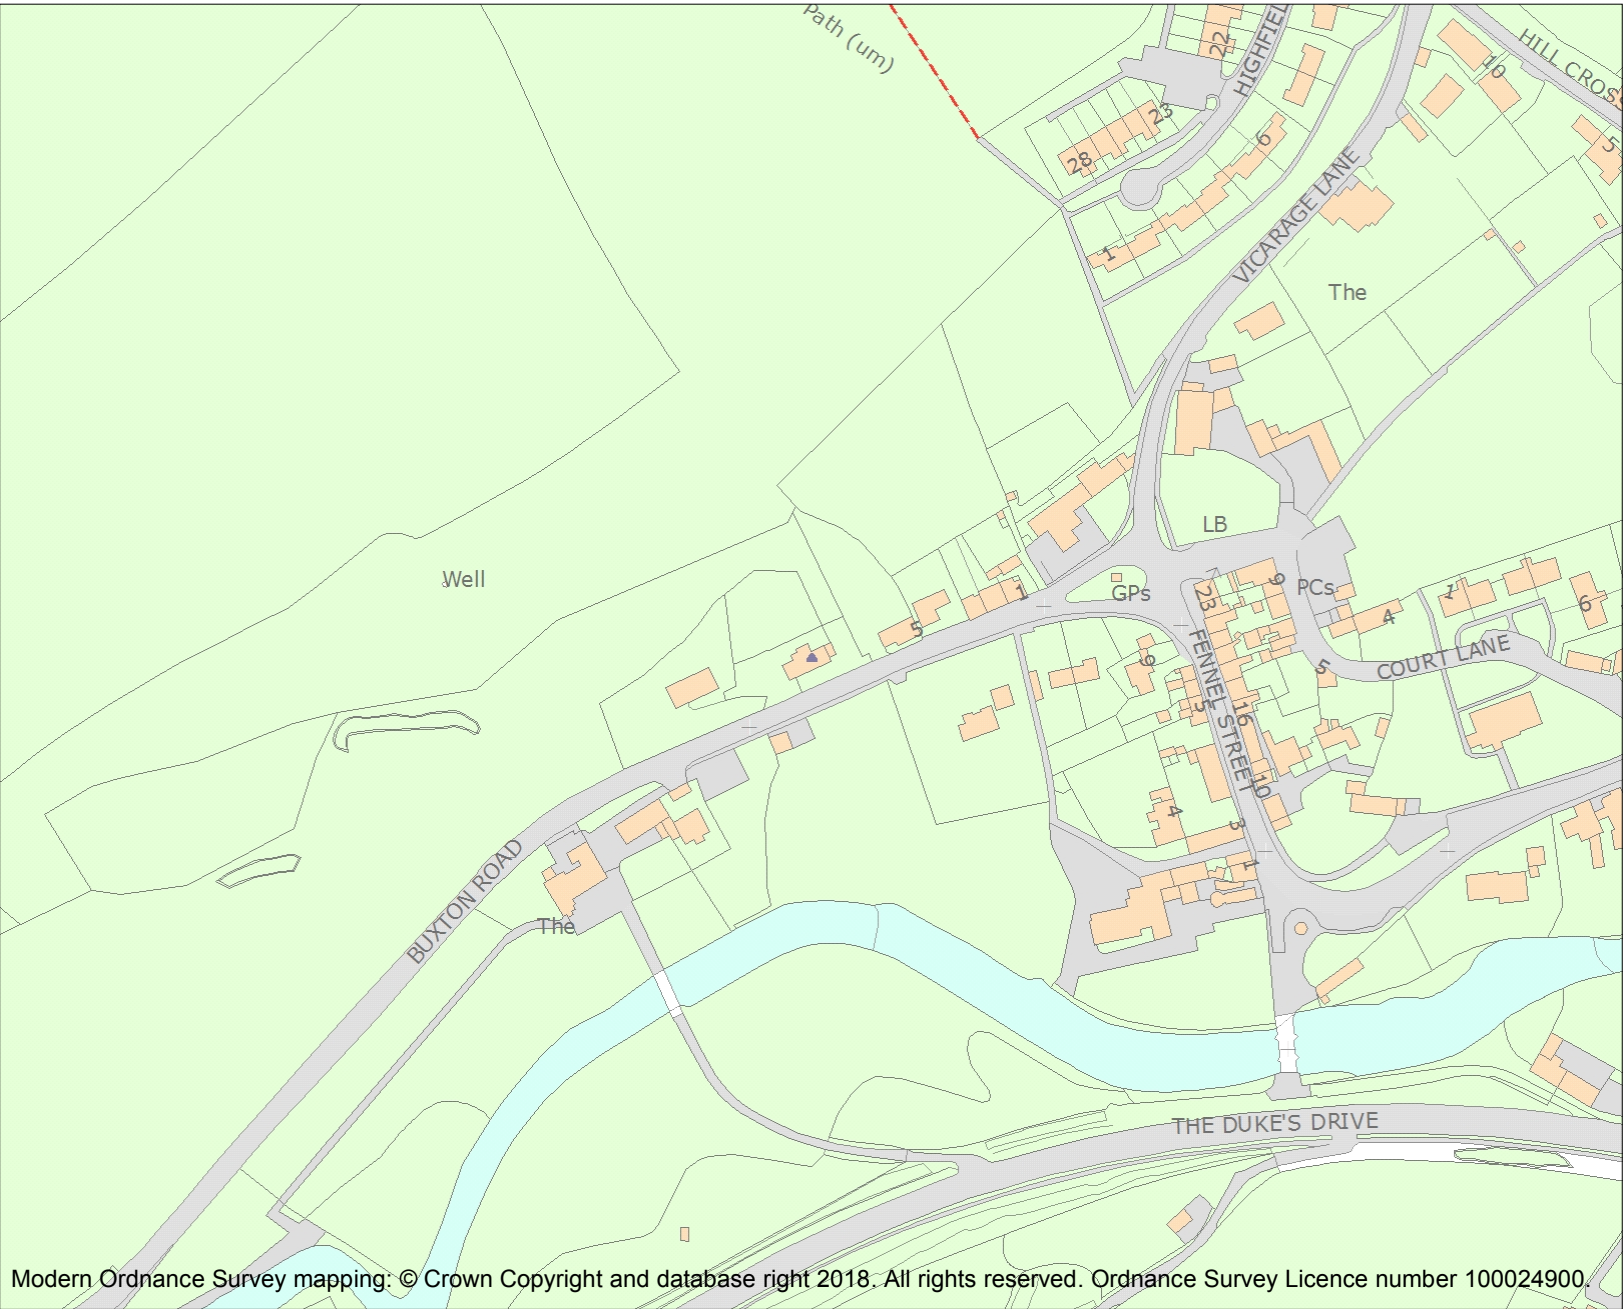 Path (um)
22
HIGHFIEL
HILL CROSS
10
23
28
6
5
VICARAGE LANE
1
The
LB
Well
GPs
PCs
9
23
1
1
6
4
5
9
FENNEL STREET
COURT LANE
5
5
16
10
4
3
1
BUXTON ROAD
The
THE DUKE'S DRIVE
Modern Ordnance Survey mapping: © Crown Copyright and database right 2018. All rights reserved. Ordnance Survey Licence number 100024900.